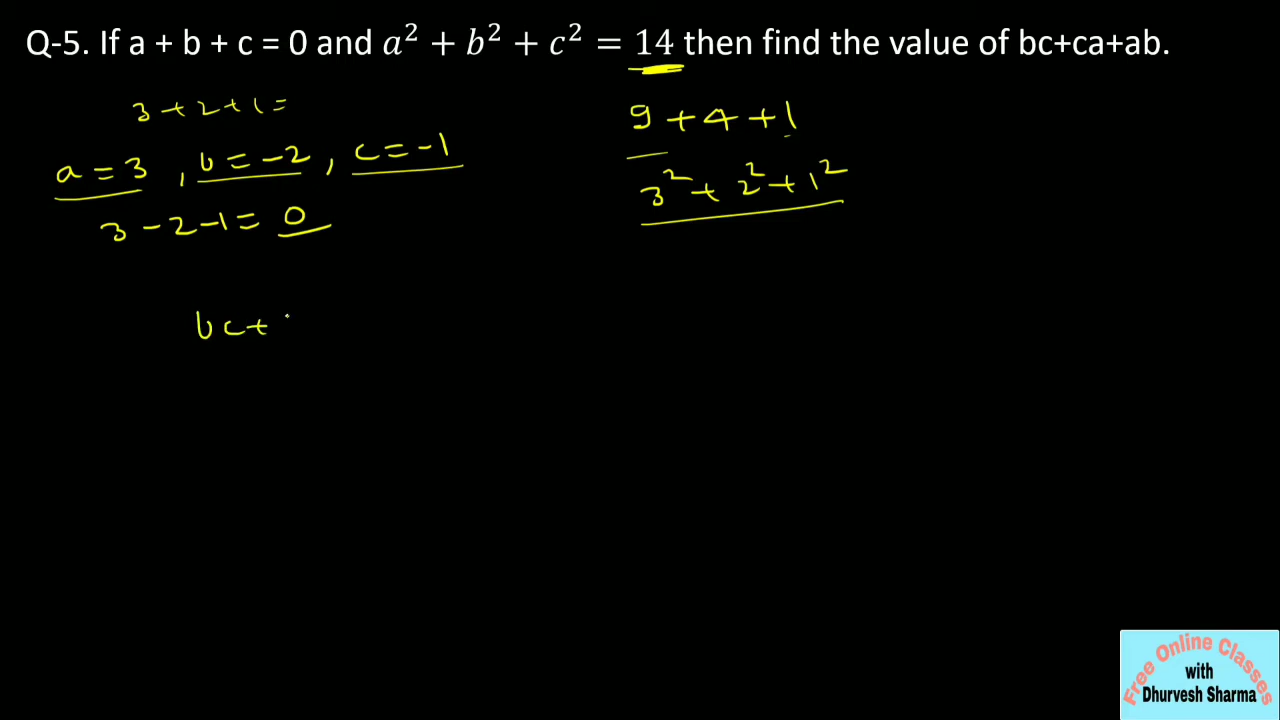 Q-5. If a + b + c = 0 and a² + b² + c² = 14 then find the value of bc+ca+ab.
3 + 2 + 1 =
9 + 4 + 1
a = 3 , b = -2 , c = -1
3² + 2² + 1²
3 - 2 - 1 = 0
bc+
Free Online Classes
with
Dhurvesh Sharma